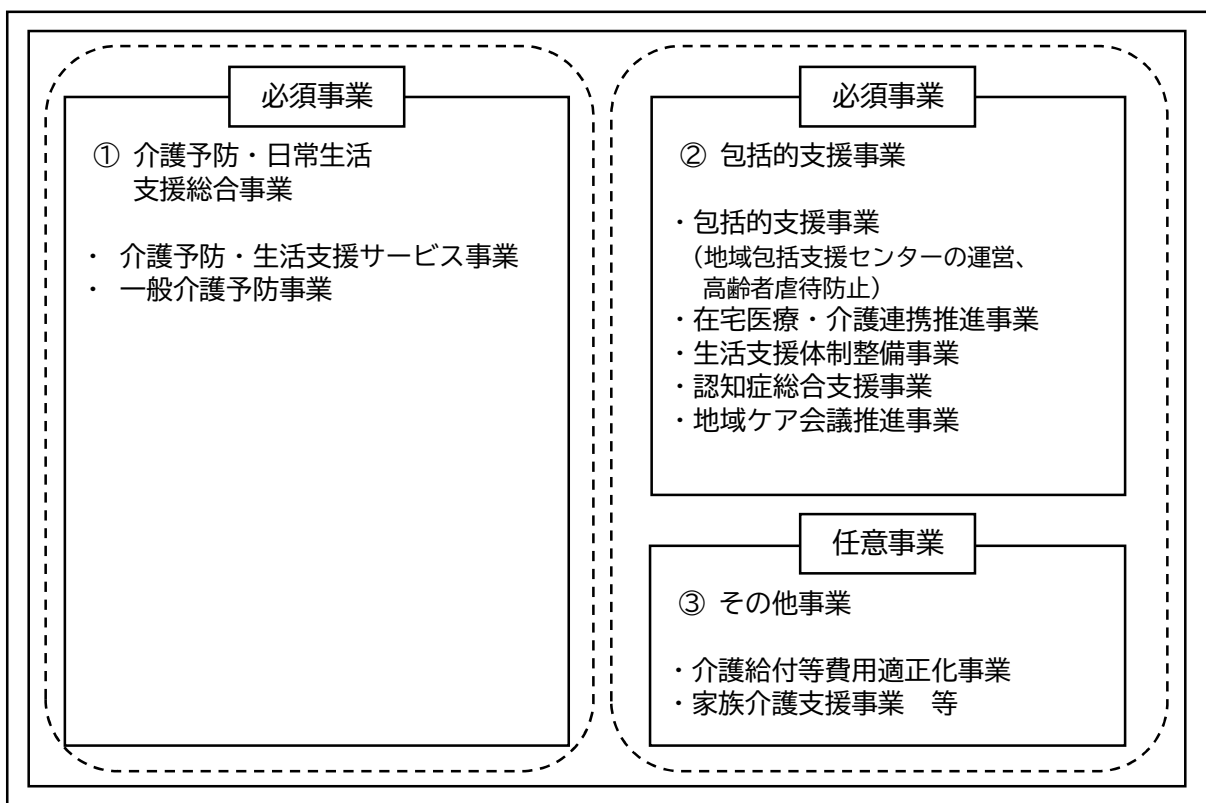 必須事業
① 介護予防・日常生活
支援総合事業
・ 介護予防・生活支援サービス事業
・ 一般介護予防事業
必須事業
② 包括的支援事業
・包括的支援事業
（地域包括支援センターの運営、
高齢者虐待防止）
・在宅医療・介護連携推進事業
・生活支援体制整備事業
・認知症総合支援事業
・地域ケア会議推進事業
任意事業
③ その他事業
・介護給付等費用適正化事業
・家族介護支援事業　等